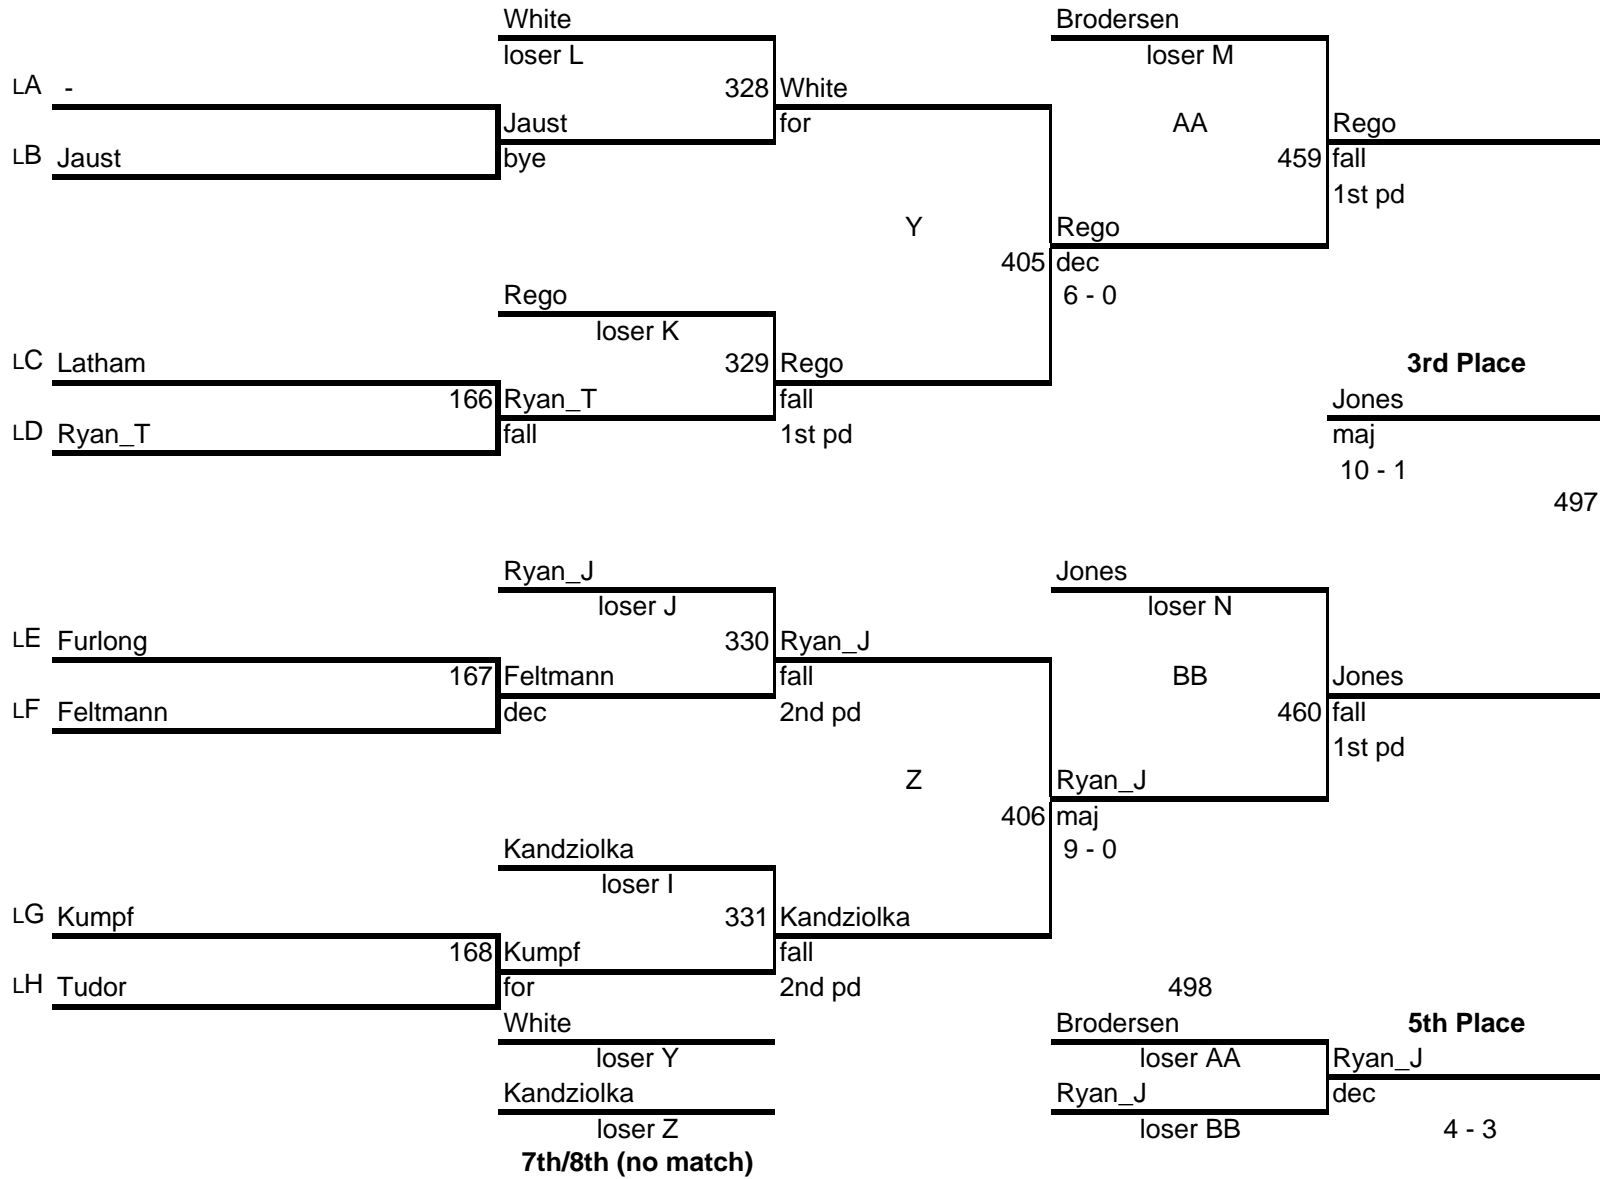 White Brodersen
loser L loser M
LA - 328 White
Jaust for AA Rego
LB Jaust bye 459 fall
1st pd
Y Rego
405 dec
Rego 6 - 0
loser K
LC Latham 329 Rego 3rd Place
166 Ryan_T fall Jones
LD Ryan_T fall 1st pd maj
10 - 1
497
Ryan_J Jones
loser J loser N
LE Furlong 330 Ryan_J
167 Feltmann fall BB Jones
LF Feltmann dec 2nd pd 460 fall
1st pd
Z Ryan_J
406 maj
Kandziolka 9 - 0
loser I
LG Kumpf 331 Kandziolka
168 Kumpf fall
LH Tudor for 2nd pd 498
White Brodersen 5th Place
loser Y loser AA Ryan_J
Kandziolka Ryan_J dec
loser Z loser BB 4 - 3
7th/8th (no match)